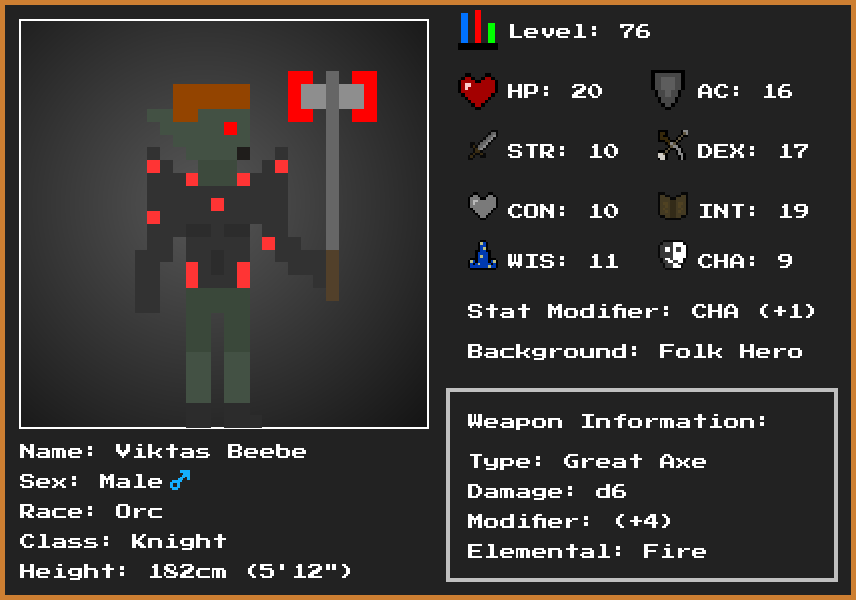 Level: 76
HP: 20
AC: 16
STR: 10
DEX: 17
CON: 10
INT: 19
WIS: 11
CHA: 9
Stat Modifier: CHA (+1)
Background: Folk Hero
Name: Viktas Beebe
Sex: Male ♂
Race: Orc
Class: Knight
Height: 182cm (5'12")
Weapon Information:
Type: Great Axe
Damage: d6
Modifier: (+4)
Elemental: Fire